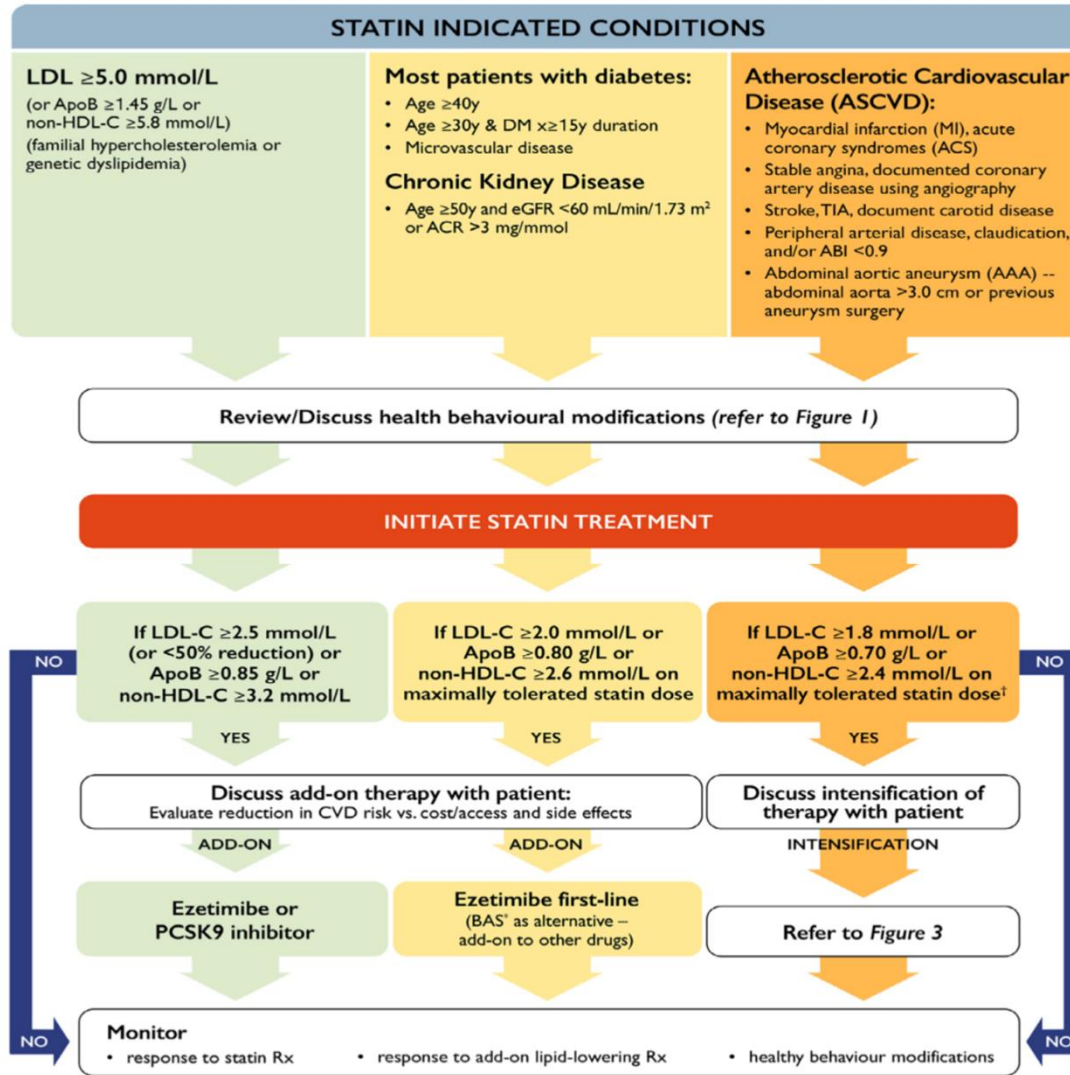 STATIN INDICATED CONDITIONS
LDL ≥5.0 mmol/L
(or ApoB ≥1.45 g/L or
non-HDL-C ≥5.8 mmol/L)
(familial hypercholesterolemia or
genetic dyslipidemia)
Most patients with diabetes:
• Age ≥40y
• Age ≥30y & DM x≥15y duration
• Microvascular disease
Chronic Kidney Disease
• Age ≥50y and eGFR <60 mL/min/1.73 m²
or ACR >3 mg/mmol
Atherosclerotic Cardiovascular
Disease (ASCVD):
• Myocardial infarction (MI), acute
coronary syndromes (ACS)
• Stable angina, documented coronary
artery disease using angiography
• Stroke, TIA, document carotid disease
• Peripheral arterial disease, claudication,
and/or ABI <0.9
• Abdominal aortic aneurysm (AAA) --
abdominal aorta >3.0 cm or previous
aneurysm surgery
Review/Discuss health behavioural modifications (refer to Figure 1)
INITIATE STATIN TREATMENT
If LDL-C ≥2.5 mmol/L
(or <50% reduction) or
ApoB ≥0.85 g/L or
non-HDL-C ≥3.2 mmol/L
If LDL-C ≥2.0 mmol/L or
ApoB ≥0.80 g/L or
non-HDL-C ≥2.6 mmol/L on
maximally tolerated statin dose
If LDL-C ≥1.8 mmol/L or
ApoB ≥0.70 g/L or
non-HDL-C ≥2.4 mmol/L on
maximally tolerated statin dose†
NO
NO
YES
YES
YES
Discuss add-on therapy with patient:
Evaluate reduction in CVD risk vs. cost/access and side effects
Discuss intensification of
therapy with patient
ADD-ON
ADD-ON
INTENSIFICATION
Ezetimibe or
PCSK9 inhibitor
Ezetimibe first-line
(BAS* as alternative –
add-on to other drugs)
Refer to Figure 3
NO
NO
Monitor
• response to statin Rx
• response to add-on lipid-lowering Rx
• healthy behaviour modifications